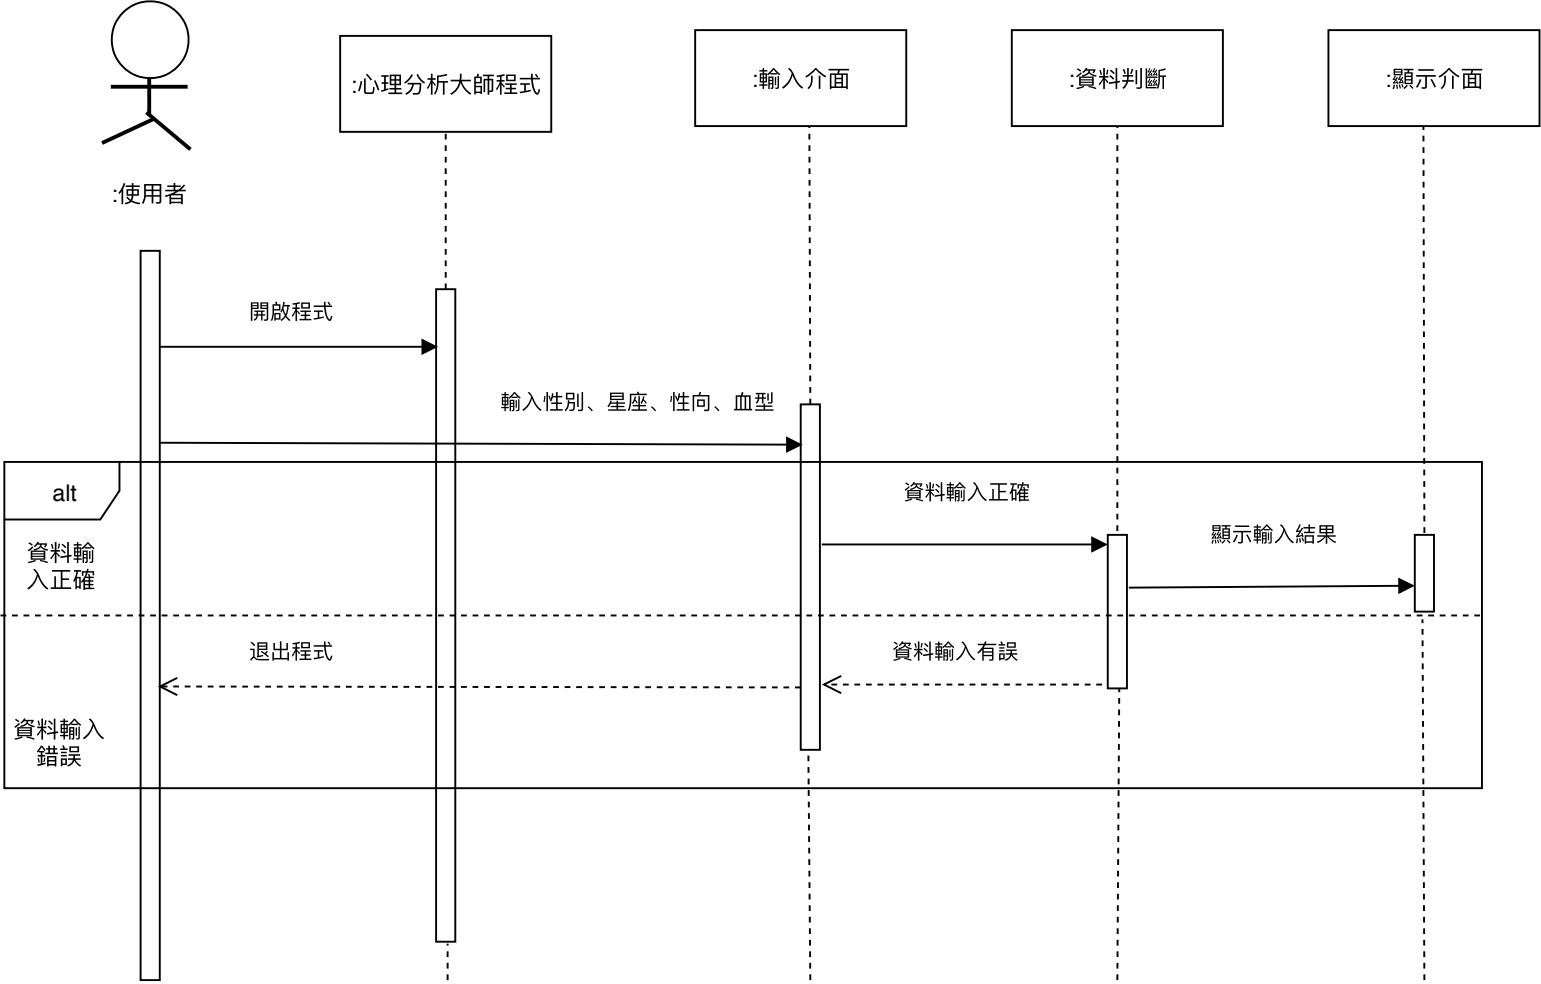 :心理分析大師程式
:輸入介面
:資料判斷
:顯示介面
:使用者
開啟程式
輸入性別、星座、性向、血型
alt
資料輸入正確
顯示輸入結果
資料輸
入正確
退出程式
資料輸入有誤
資料輸入
錯誤